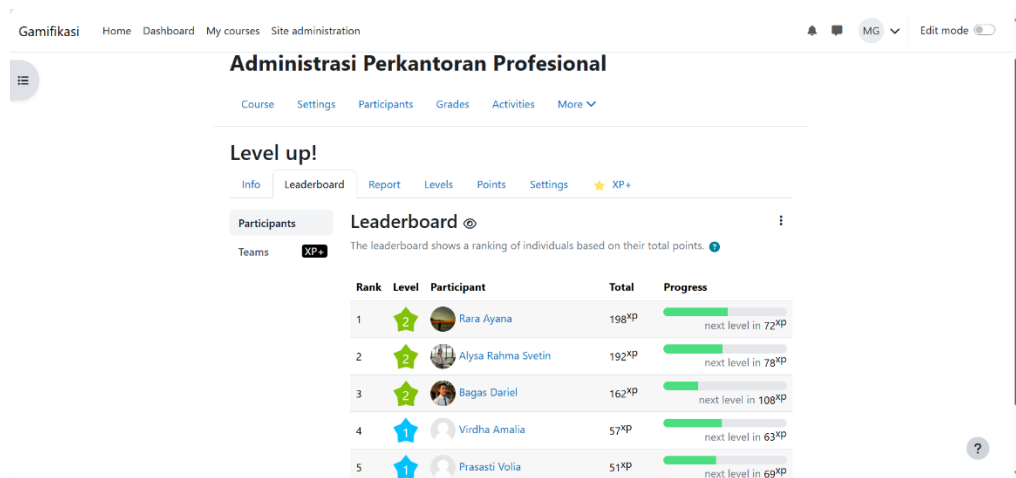 Gamifikasi Home Dashboard My courses Site administration MG Edit mode
Administrasi Perkantoran Profesional
Course Settings Participants Grades Activities More
Level up!
Info Leaderboard Report Levels Points Settings XP+
Participants
Teams XP+
Leaderboard
The leaderboard shows a ranking of individuals based on their total points. ?
Rank Level Participant Total Progress
1 2 Rara Ayana 198xp next level in 72xp
2 2 Alysa Rahma Svetin 192xp next level in 78xp
3 2 Bagas Dariel 162xp next level in 108xp
4 1 Virdha Amalia 57xp next level in 63xp
5 1 Prasasti Volia 51xp next level in 69xp
?